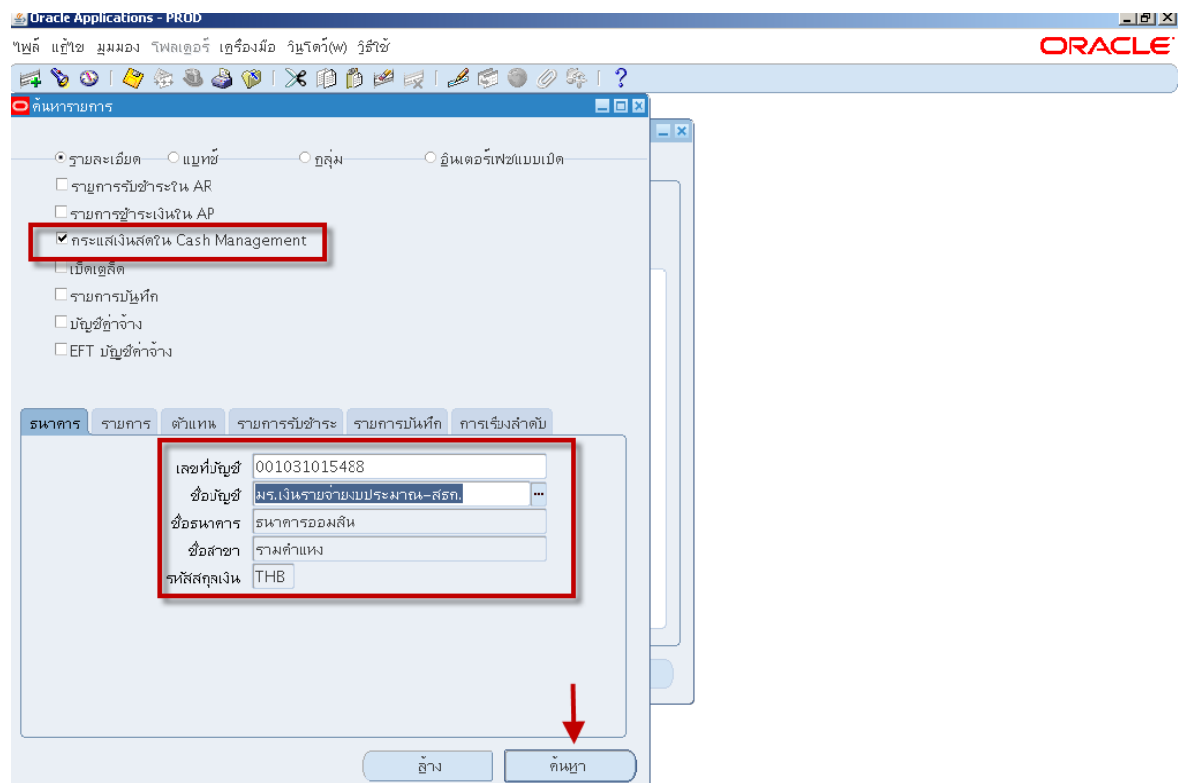 Oracle Applications - PROD
ไฟล์ แก้ไข มุมมอง โฟลเดอร์ เครื่องมือ วินโดว์(W) วิธีใช้
ORACLE
ค้นหารายการ
รายละเอียด แบทช์ กลุ่ม อินเตอร์เฟซแบบเปิด
รายการรับชำระใน AR
รายการชำระเงินใน AP
กระแสเงินสดใน Cash Management
เบ็ดเตล็ด
รายการบันทึก
บัญชีค่าจ้าง
EFT บัญชีค่าจ้าง
ธนาคาร รายการ ตัวแทน รายการรับชำระ รายการบันทึก การเรียงลำดับ
เลขที่บัญชี 001031015488
ชื่อบัญชี มร.เงินรายจ่ายงบประมาณ-สธก.
ชื่อธนาคาร ธนาคารออมสิน
ชื่อสาขา รามคำแหง
รหัสสกุลเงิน THB
ล้าง ค้นหา